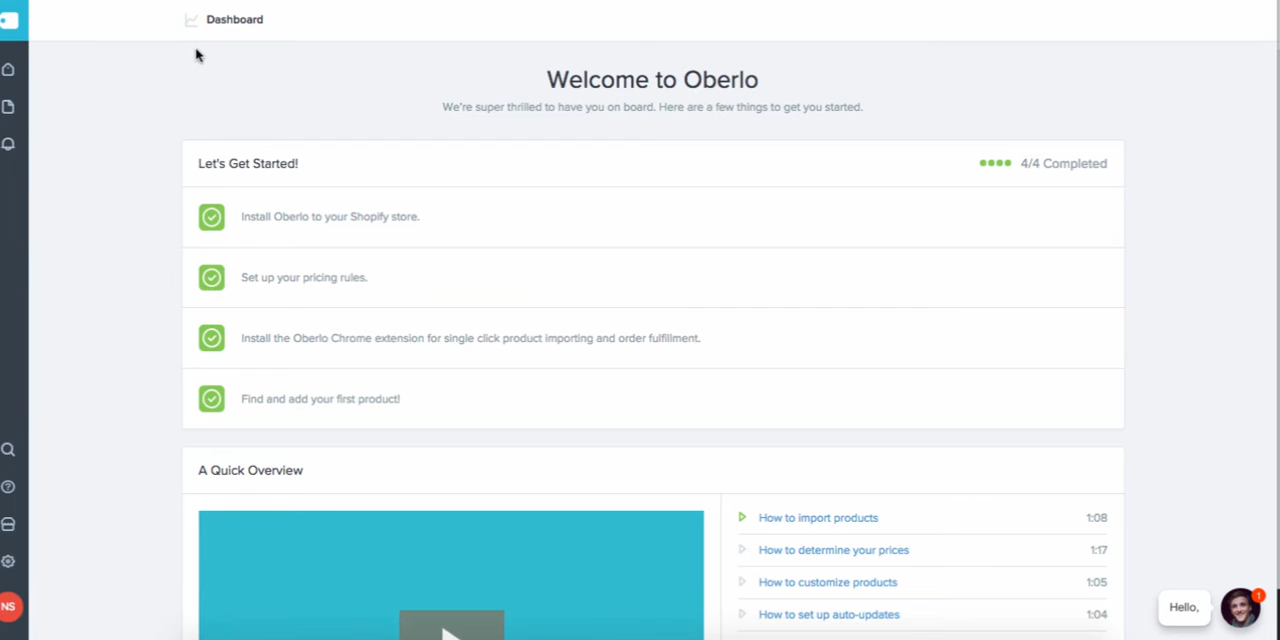 Dashboard
Welcome to Oberlo
We're super thrilled to have you on board. Here are a few things to get you started.
Let's Get Started!
4/4 Completed
Install Oberlo to your Shopify store.
Set up your pricing rules.
Install the Oberlo Chrome extension for single click product importing and order fulfillment.
Find and add your first product!
A Quick Overview
How to import products 1:08
How to determine your prices 1:17
How to customize products 1:05
How to set up auto-updates 1:04
NS
Hello,
1